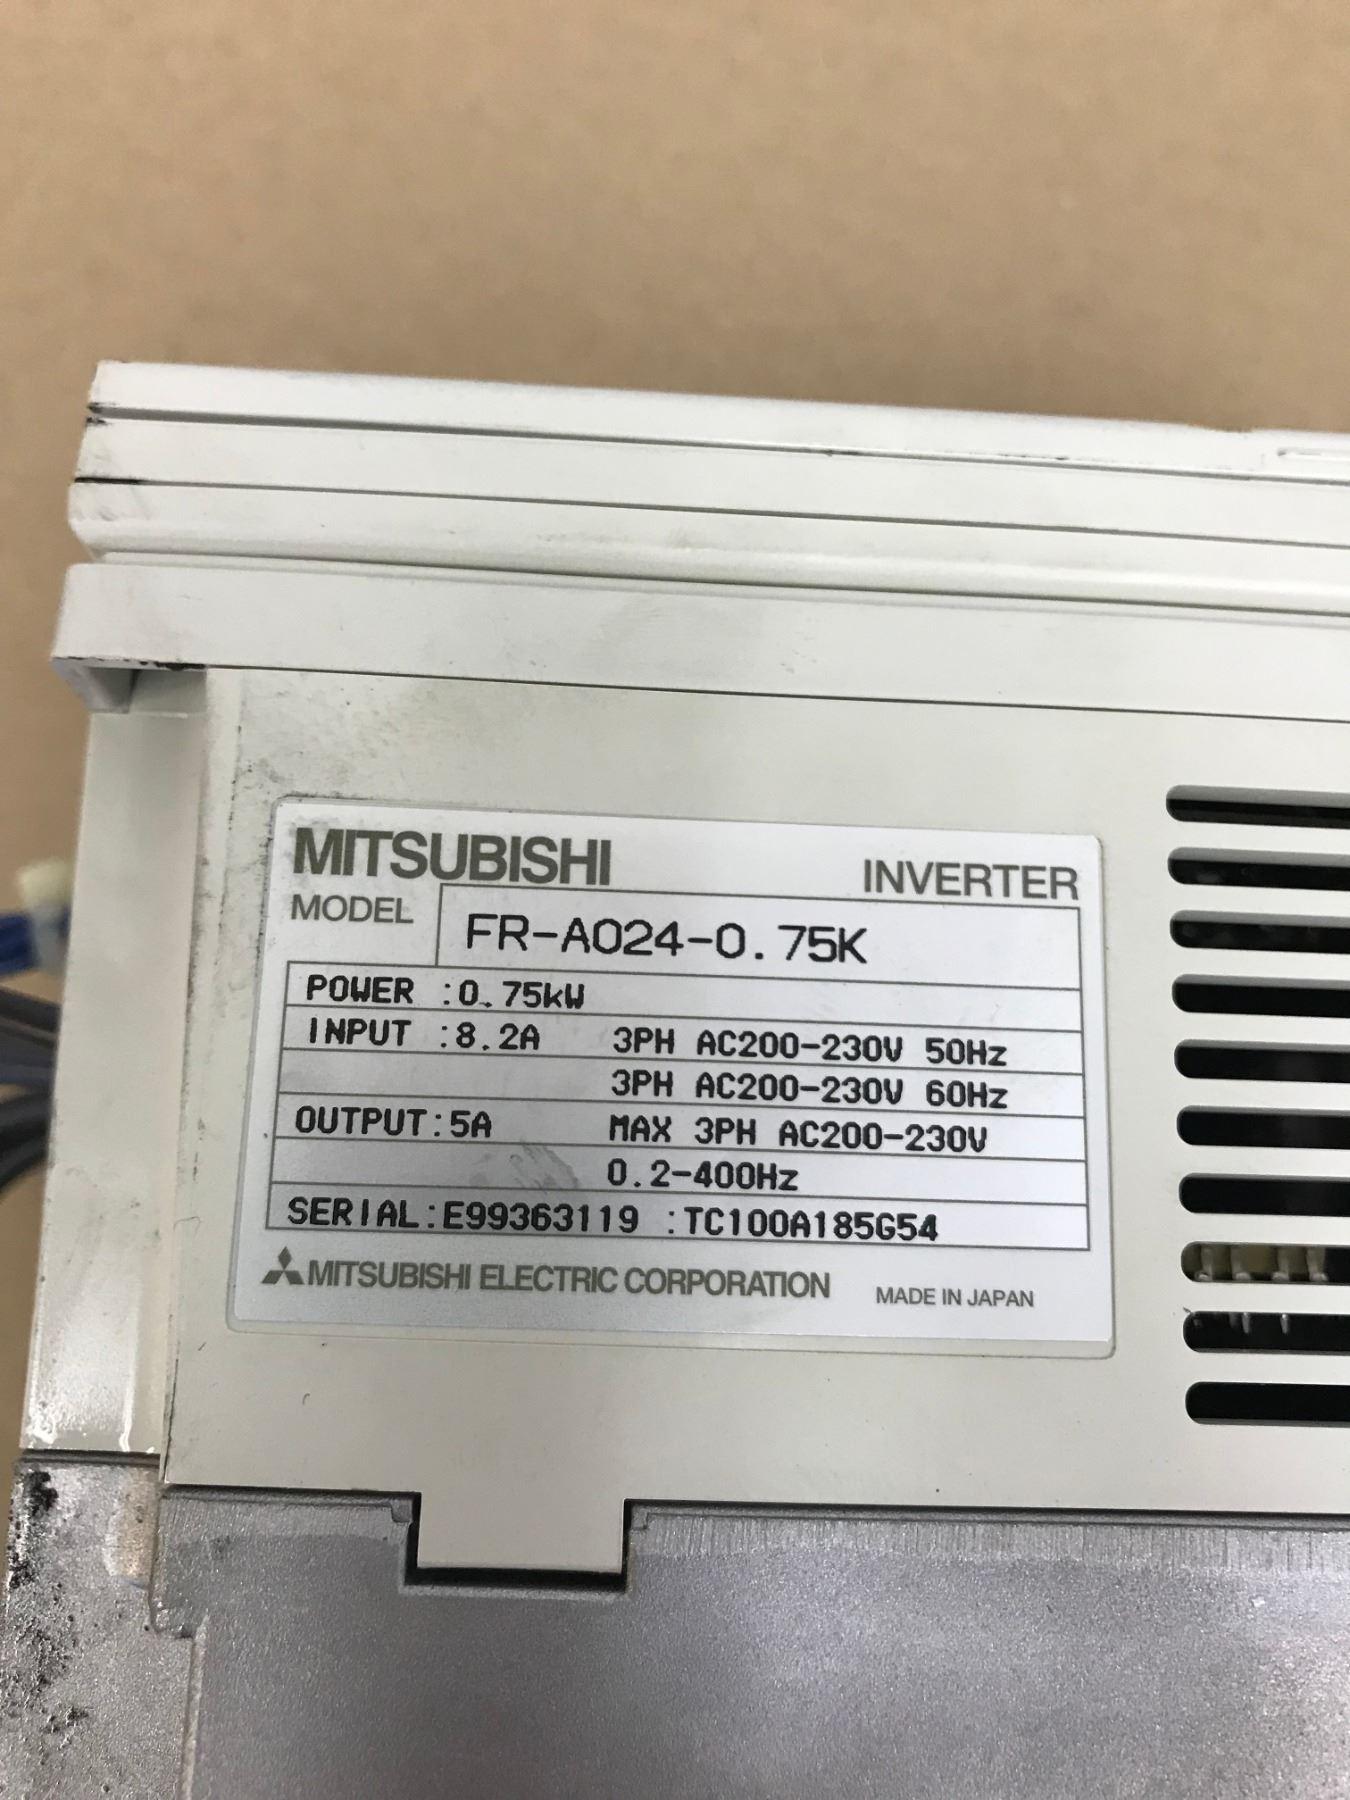 MITSUBISHI INVERTER
MODEL FR-A024-0.75K
POWER :0.75kW
INPUT :8.2A 3PH AC200-230V 50Hz
3PH AC200-230V 60Hz
OUTPUT:5A MAX 3PH AC200-230V
0.2-400Hz
SERIAL:E99363119 :TC100A185G54
MITSUBISHI ELECTRIC CORPORATION MADE IN JAPAN